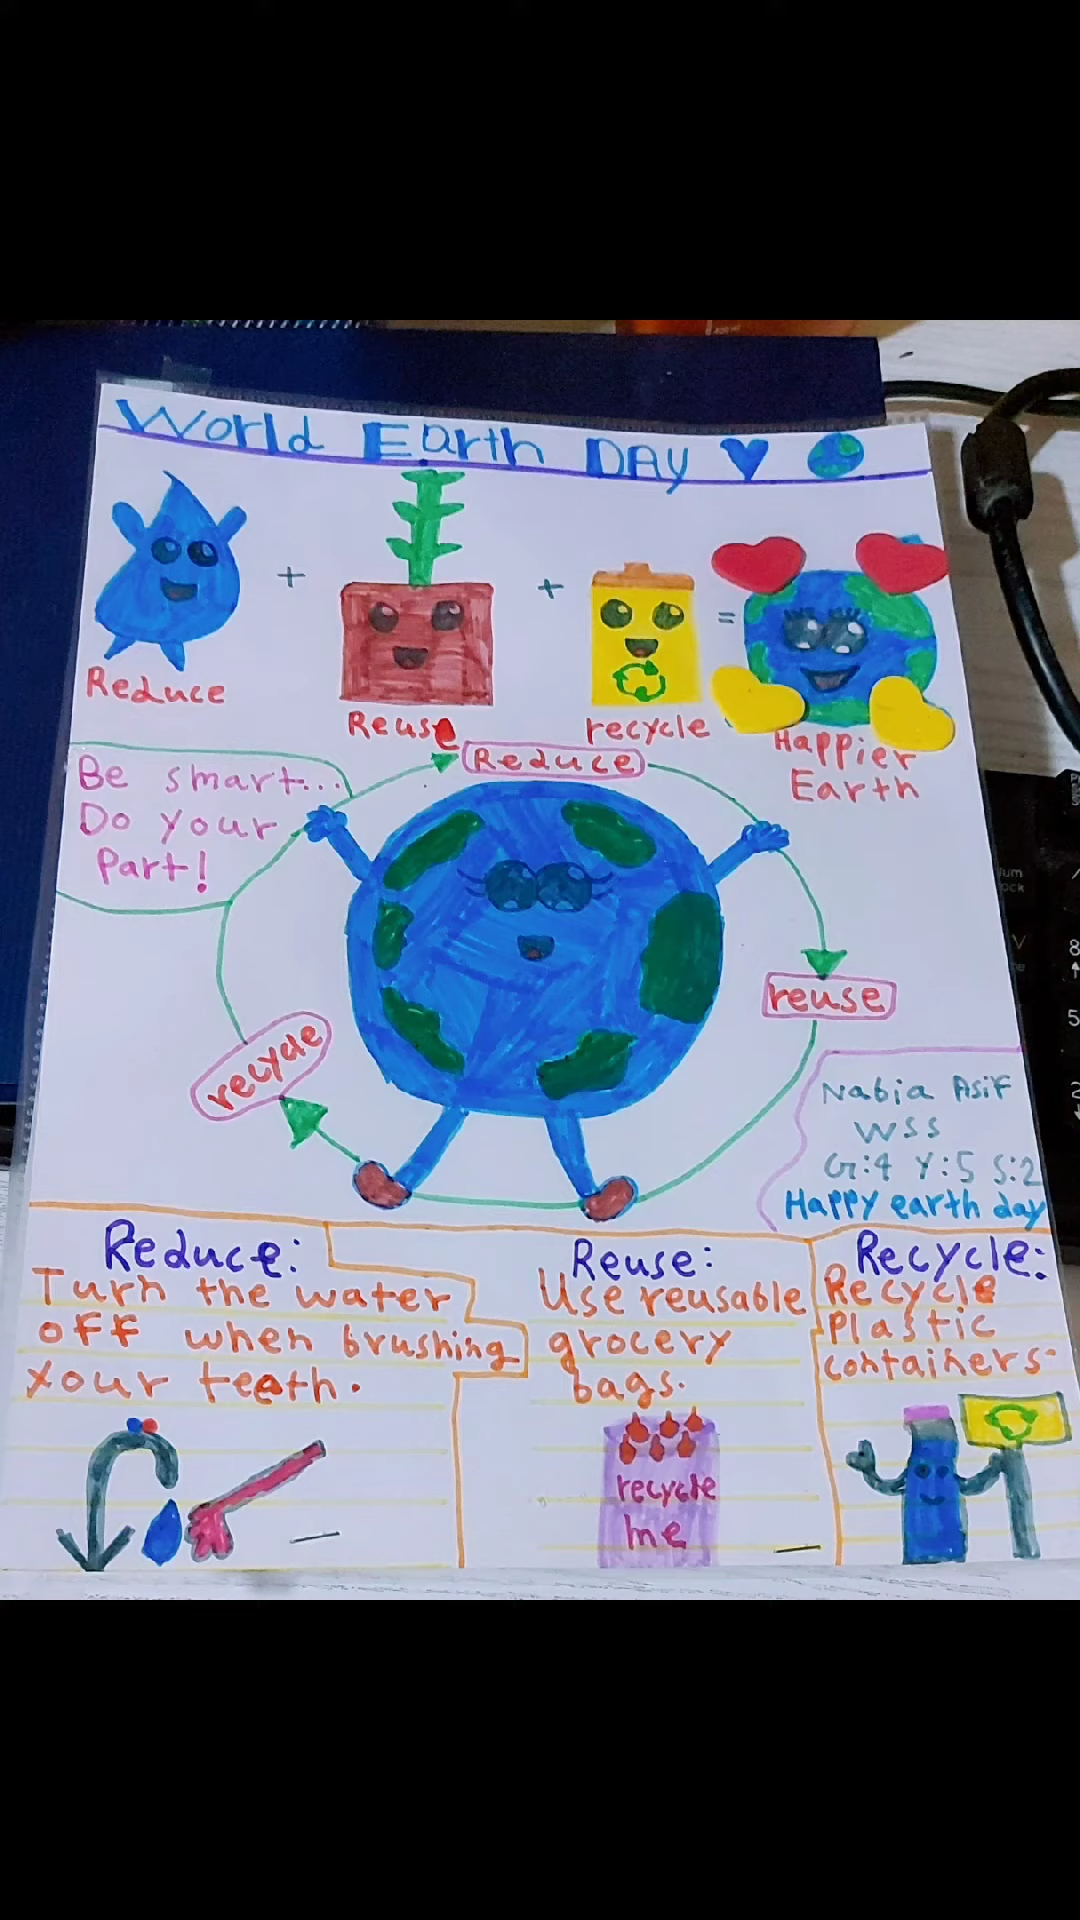 World Earth DAY
+
+
=
Reduce
Reuse
recycle
Happier
Earth
Be smart...
Do your
Part!
Reduce
reuse
recycle
Nabia Asif
WSS
G:4 Y:5 S:2
Happy earth day
Reduce:
Turn the water
off when brushing
your teeth.
Reuse:
Use reusable
grocery
bags.
recycle
me
Recycle:
Recycle
Plastic
containers.